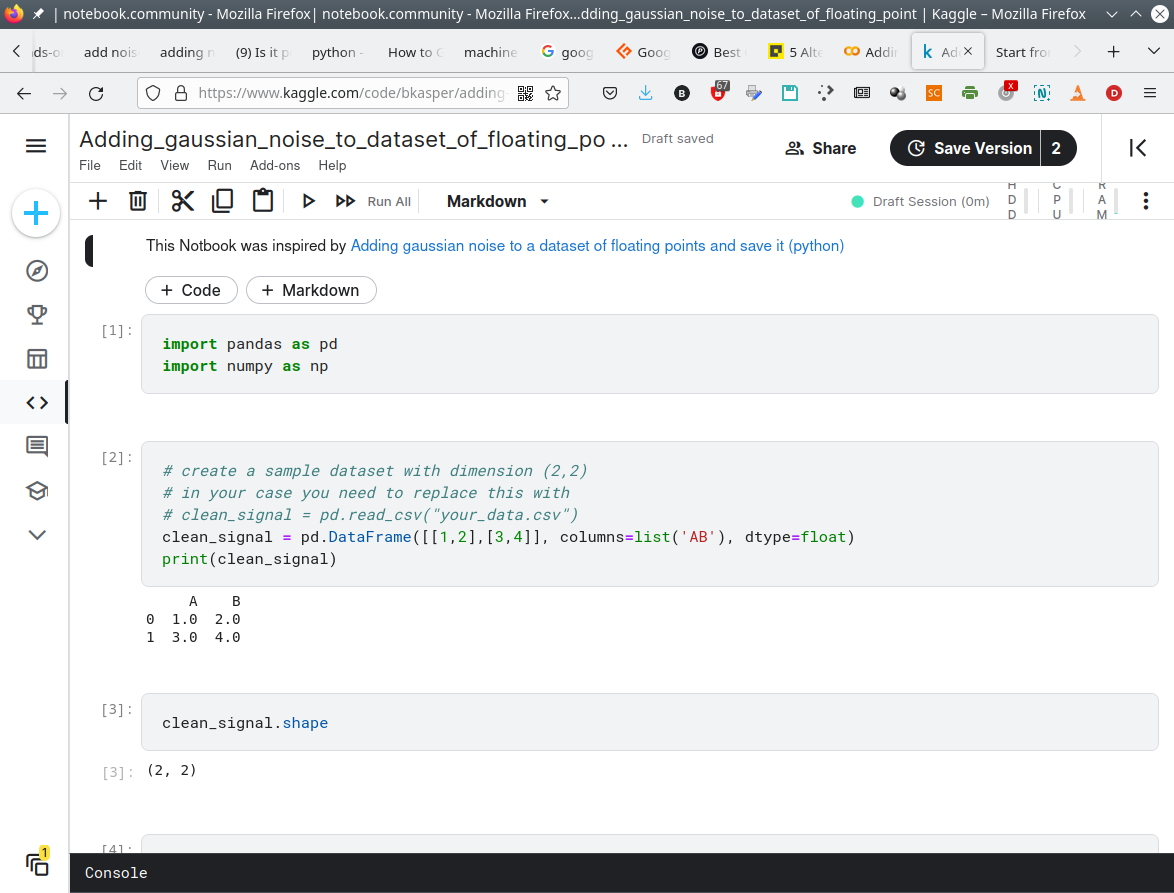 | notebook.community - Mozilla Firefox| notebook.community - Mozilla Firefox...dding_gaussian_noise_to_dataset_of_floating_point | Kaggle – Mozilla Firefox
ds-or add nois adding n (9) Is it p python - How to C machine G goog Goog Best 5 Alte Addin k Ad Start fron
67 X
https://www.kaggle.com/code/bkasper/adding- B SC N D
Adding_gaussian_noise_to_dataset_of_floating_po ... Draft saved
Share Save Version 2
File Edit View Run Add-ons Help
Run All Markdown Draft Session (0m) HDD CPU RAM
This Notbook was inspired by Adding gaussian noise to a dataset of floating points and save it (python)
+ Code + Markdown
[1]:
import pandas as pd
import numpy as np
[2]:
# create a sample dataset with dimension (2,2)
# in your case you need to replace this with
# clean_signal = pd.read_csv("your_data.csv")
clean_signal = pd.DataFrame([[1,2],[3,4]], columns=list('AB'), dtype=float)
print(clean_signal)
A B
0 1.0 2.0
1 3.0 4.0
[3]:
clean_signal.shape
[3]: (2, 2)
[4]:
1
Console